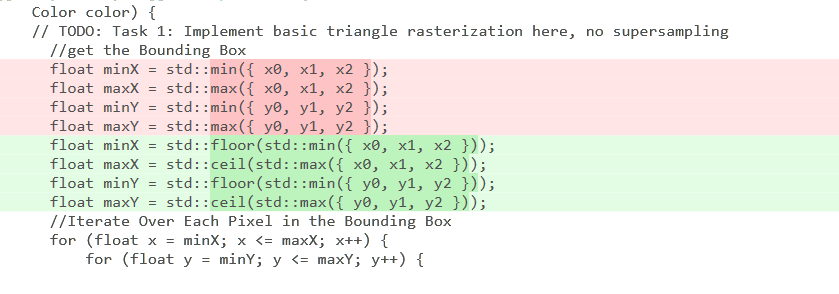 Color color) {
// TODO: Task 1: Implement basic triangle rasterization here, no supersampling
//get the Bounding Box
float minX = std::min({ x0, x1, x2 });
float maxX = std::max({ x0, x1, x2 });
float minY = std::min({ y0, y1, y2 });
float maxY = std::max({ y0, y1, y2 });
float minX = std::floor(std::min({ x0, x1, x2 }));
float maxX = std::ceil(std::max({ x0, x1, x2 }));
float minY = std::floor(std::min({ y0, y1, y2 }));
float maxY = std::ceil(std::max({ y0, y1, y2 }));
//Iterate Over Each Pixel in the Bounding Box
for (float x = minX; x <= maxX; x++) {
for (float y = minY; y <= maxY; y++) {